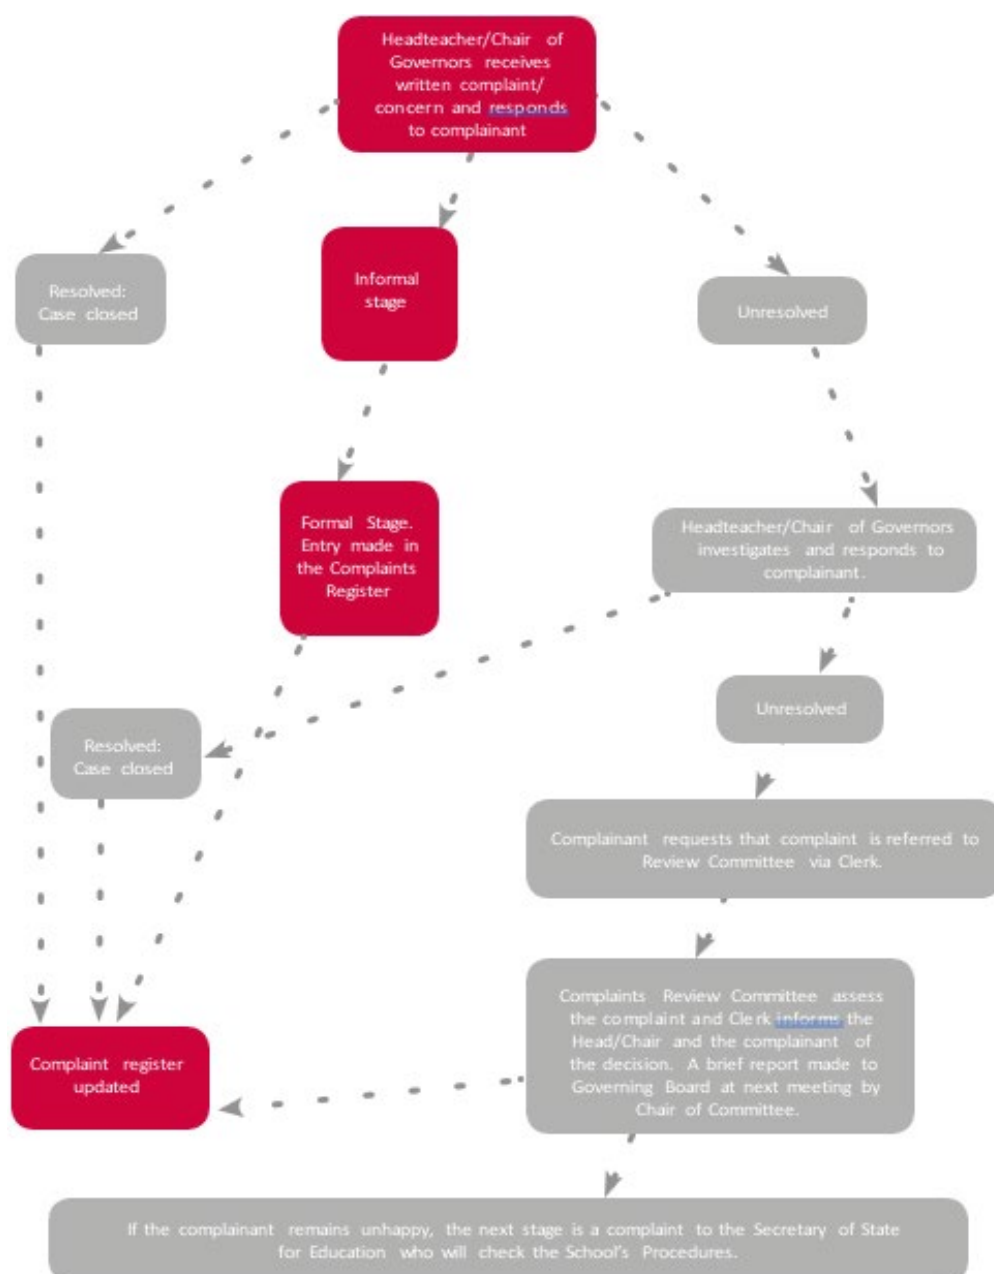 Headteacher/Chair of
Governors receives
written complaint/
concern and responds
to complainant
Resolved:
Case closed
Informal
stage
Unresolved
Formal Stage.
Entry made in
the Complaints
Register
Headteacher/Chair of Governors
investigates and responds to
complainant.
Unresolved
Resolved:
Case closed
Complainant requests that complaint is referred to
Review Committee via Clerk.
Complaints Review Committee assess
the complaint and Clerk informs the
Head/Chair and the complainant of
the decision. A brief report made to
Governing Board at next meeting by
Chair of Committee.
Complaint register
updated
If the complainant remains unhappy, the next stage is a complaint to the Secretary of State
for Education who will check the School's Procedures.